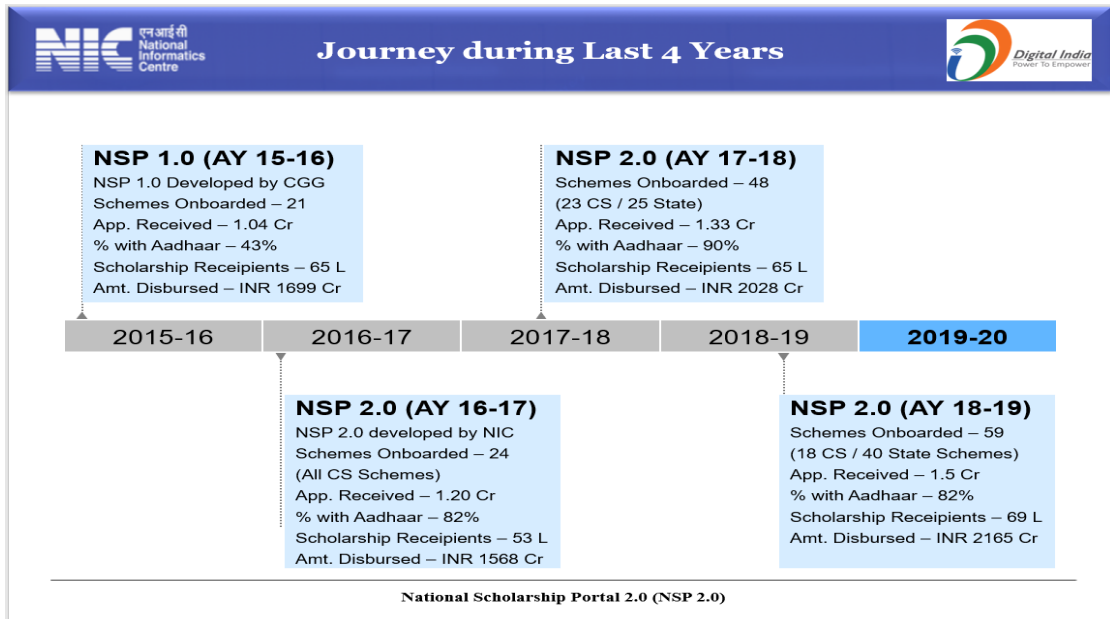 NIC
एन आई सी
National
Informatics
Centre
Journey during Last 4 Years
Digital India
Power To Empower
NSP 1.0 (AY 15-16)
NSP 1.0 Developed by CGG
Schemes Onboarded – 21
App. Received – 1.04 Cr
% with Aadhaar – 43%
Scholarship Receipients – 65 L
Amt. Disbursed – INR 1699 Cr
NSP 2.0 (AY 17-18)
Schemes Onboarded – 48
(23 CS / 25 State)
App. Received – 1.33 Cr
% with Aadhaar – 90%
Scholarship Receipients – 65 L
Amt. Disbursed – INR 2028 Cr
2015-16 2016-17 2017-18 2018-19 2019-20
NSP 2.0 (AY 16-17)
NSP 2.0 developed by NIC
Schemes Onboarded – 24
(All CS Schemes)
App. Received – 1.20 Cr
% with Aadhaar – 82%
Scholarship Receipients – 53 L
Amt. Disbursed – INR 1568 Cr
NSP 2.0 (AY 18-19)
Schemes Onboarded – 59
(18 CS / 40 State Schemes)
App. Received – 1.5 Cr
% with Aadhaar – 82%
Scholarship Receipients – 69 L
Amt. Disbursed – INR 2165 Cr
National Scholarship Portal 2.0 (NSP 2.0)